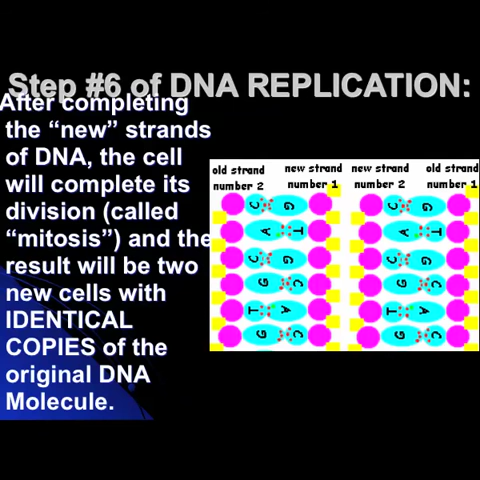 Step #6 of DNA REPLICATION:
After completing
the “new” strands
of DNA, the cell
will complete its
division (called
“mitosis”) and the
result will be two
new cells with
IDENTICAL
COPIES of the
original DNA
Molecule.
old strand new strand new strand old strand
number 2 number 1 number 2 number 1
C G C G
A T A T
C G C G
G C G C
T A T A
G C G C